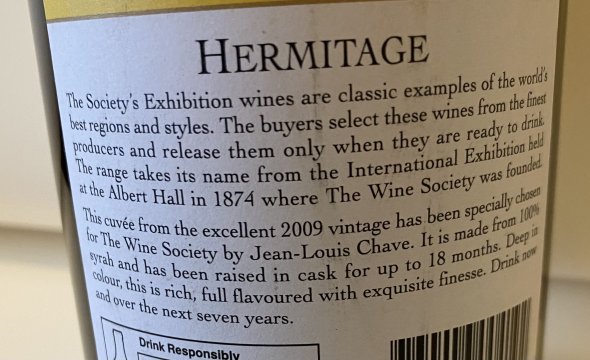 HERMITAGE
The Society's Exhibition wines are classic examples of the world's
best regions and styles. The buyers select these wines from the finest
producers and release them only when they are ready to drink.
The range takes its name from the International Exhibition held
at the Albert Hall in 1874 where The Wine Society was founded.
This cuvée from the excellent 2009 vintage has been specially chosen
for The Wine Society by Jean-Louis Chave. It is made from 100%
syrah and has been raised in cask for up to 18 months. Deep in
colour, this is rich, full flavoured with exquisite finesse. Drink now
and over the next seven years.
Drink Responsibly